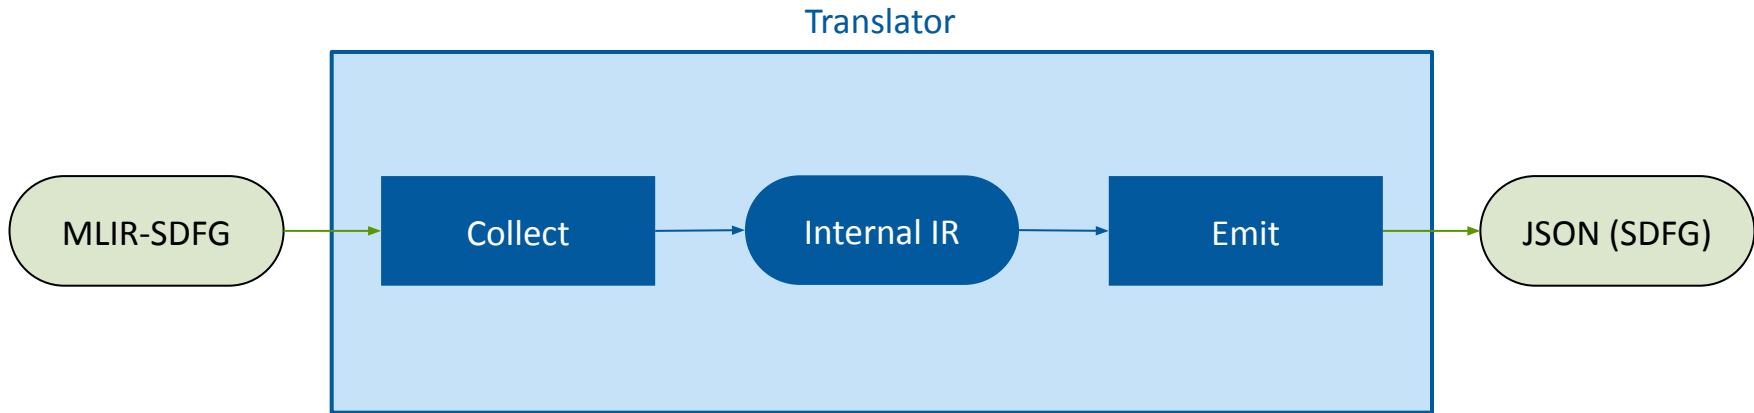 Translator
MLIR-SDFG
Collect
Internal IR
Emit
JSON (SDFG)